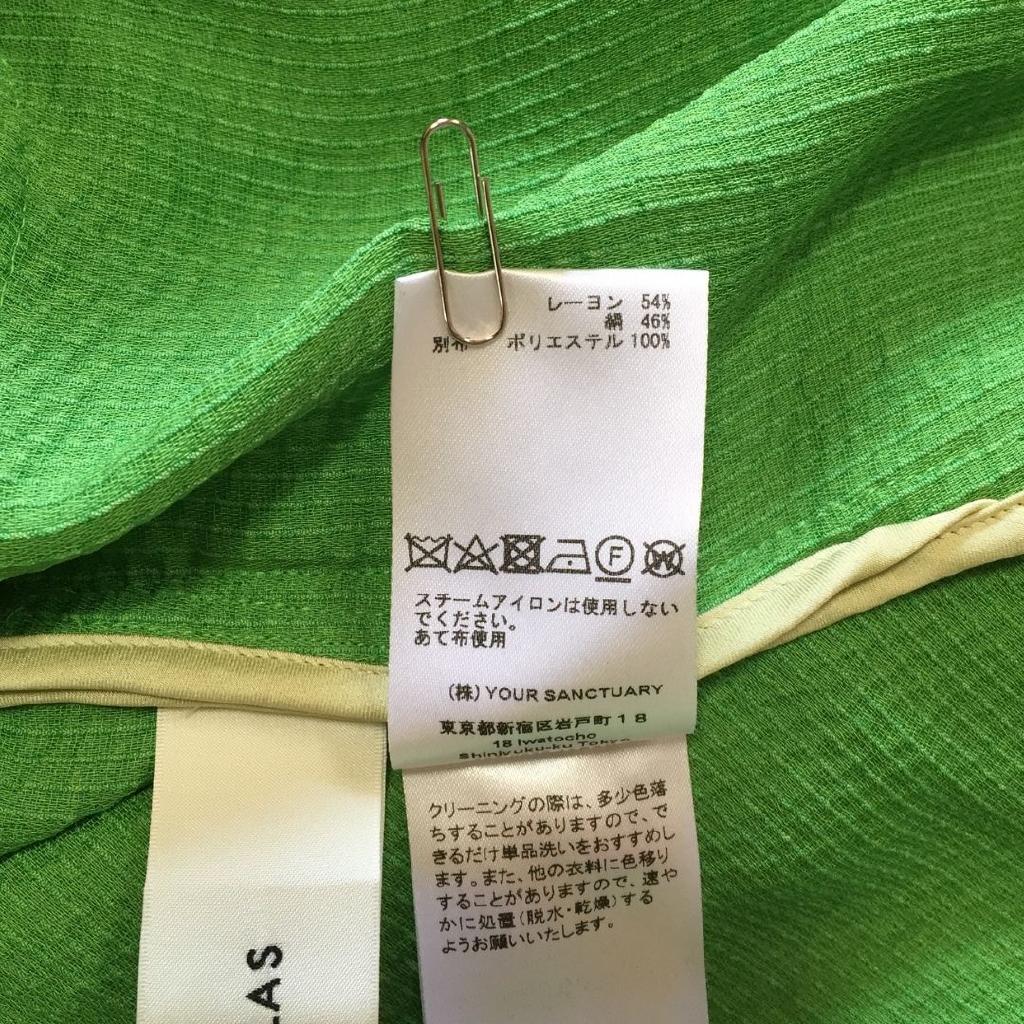 レーヨン 54%
絹 46%
別布 ポリエステル 100%
F
W
スチームアイロンは使用しない
でください。
あて布使用
(株) YOUR SANCTUARY
東京都新宿区岩戸町18
18 Iwatocho
Shinjyuku-ku Tokyo
クリーニングの際は、多少色落
ちすることがありますので、で
きるだけ単品洗いをおすすめし
ます。また、他の衣料に色移り
することがありますので、速や
かに処置(脱水・乾燥)する
ようお願いいたします。
LAS